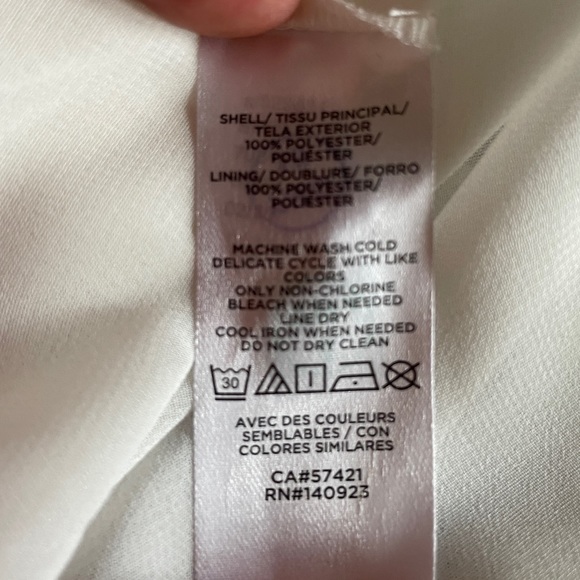 SHELL/ TISSU PRINCIPAL/
TELA EXTERIOR
100% POLYESTER/
POLIÉSTER
LINING/ DOUBLURE/ FORRO
100% POLYESTER/
POLIÉSTER
MACHINE WASH COLD
DELICATE CYCLE WITH LIKE
COLORS
ONLY NON-CHLORINE
BLEACH WHEN NEEDED
LINE DRY
COOL IRON WHEN NEEDED
DO NOT DRY CLEAN
30
AVEC DES COULEURS
SEMBLABLES / CON
COLORES SIMILARES
CA#57421
RN#140923